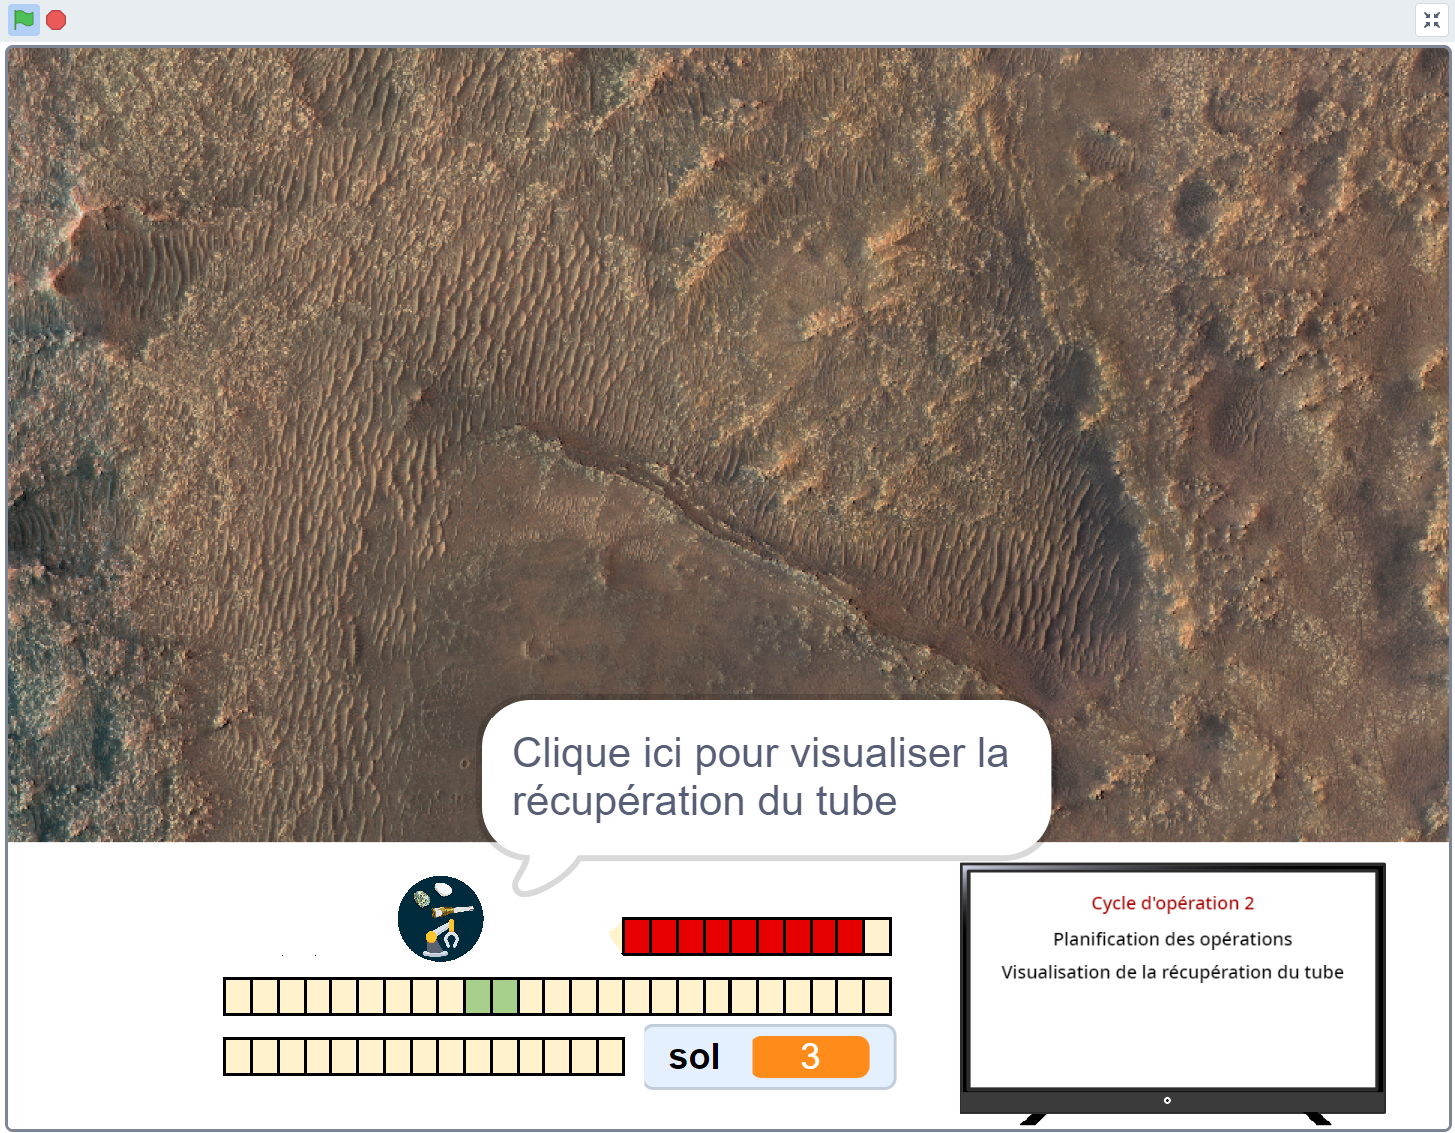 Clique ici pour visualiser la
récupération du tube
Cycle d'opération 2
Planification des opérations
Visualisation de la récupération du tube
sol 3